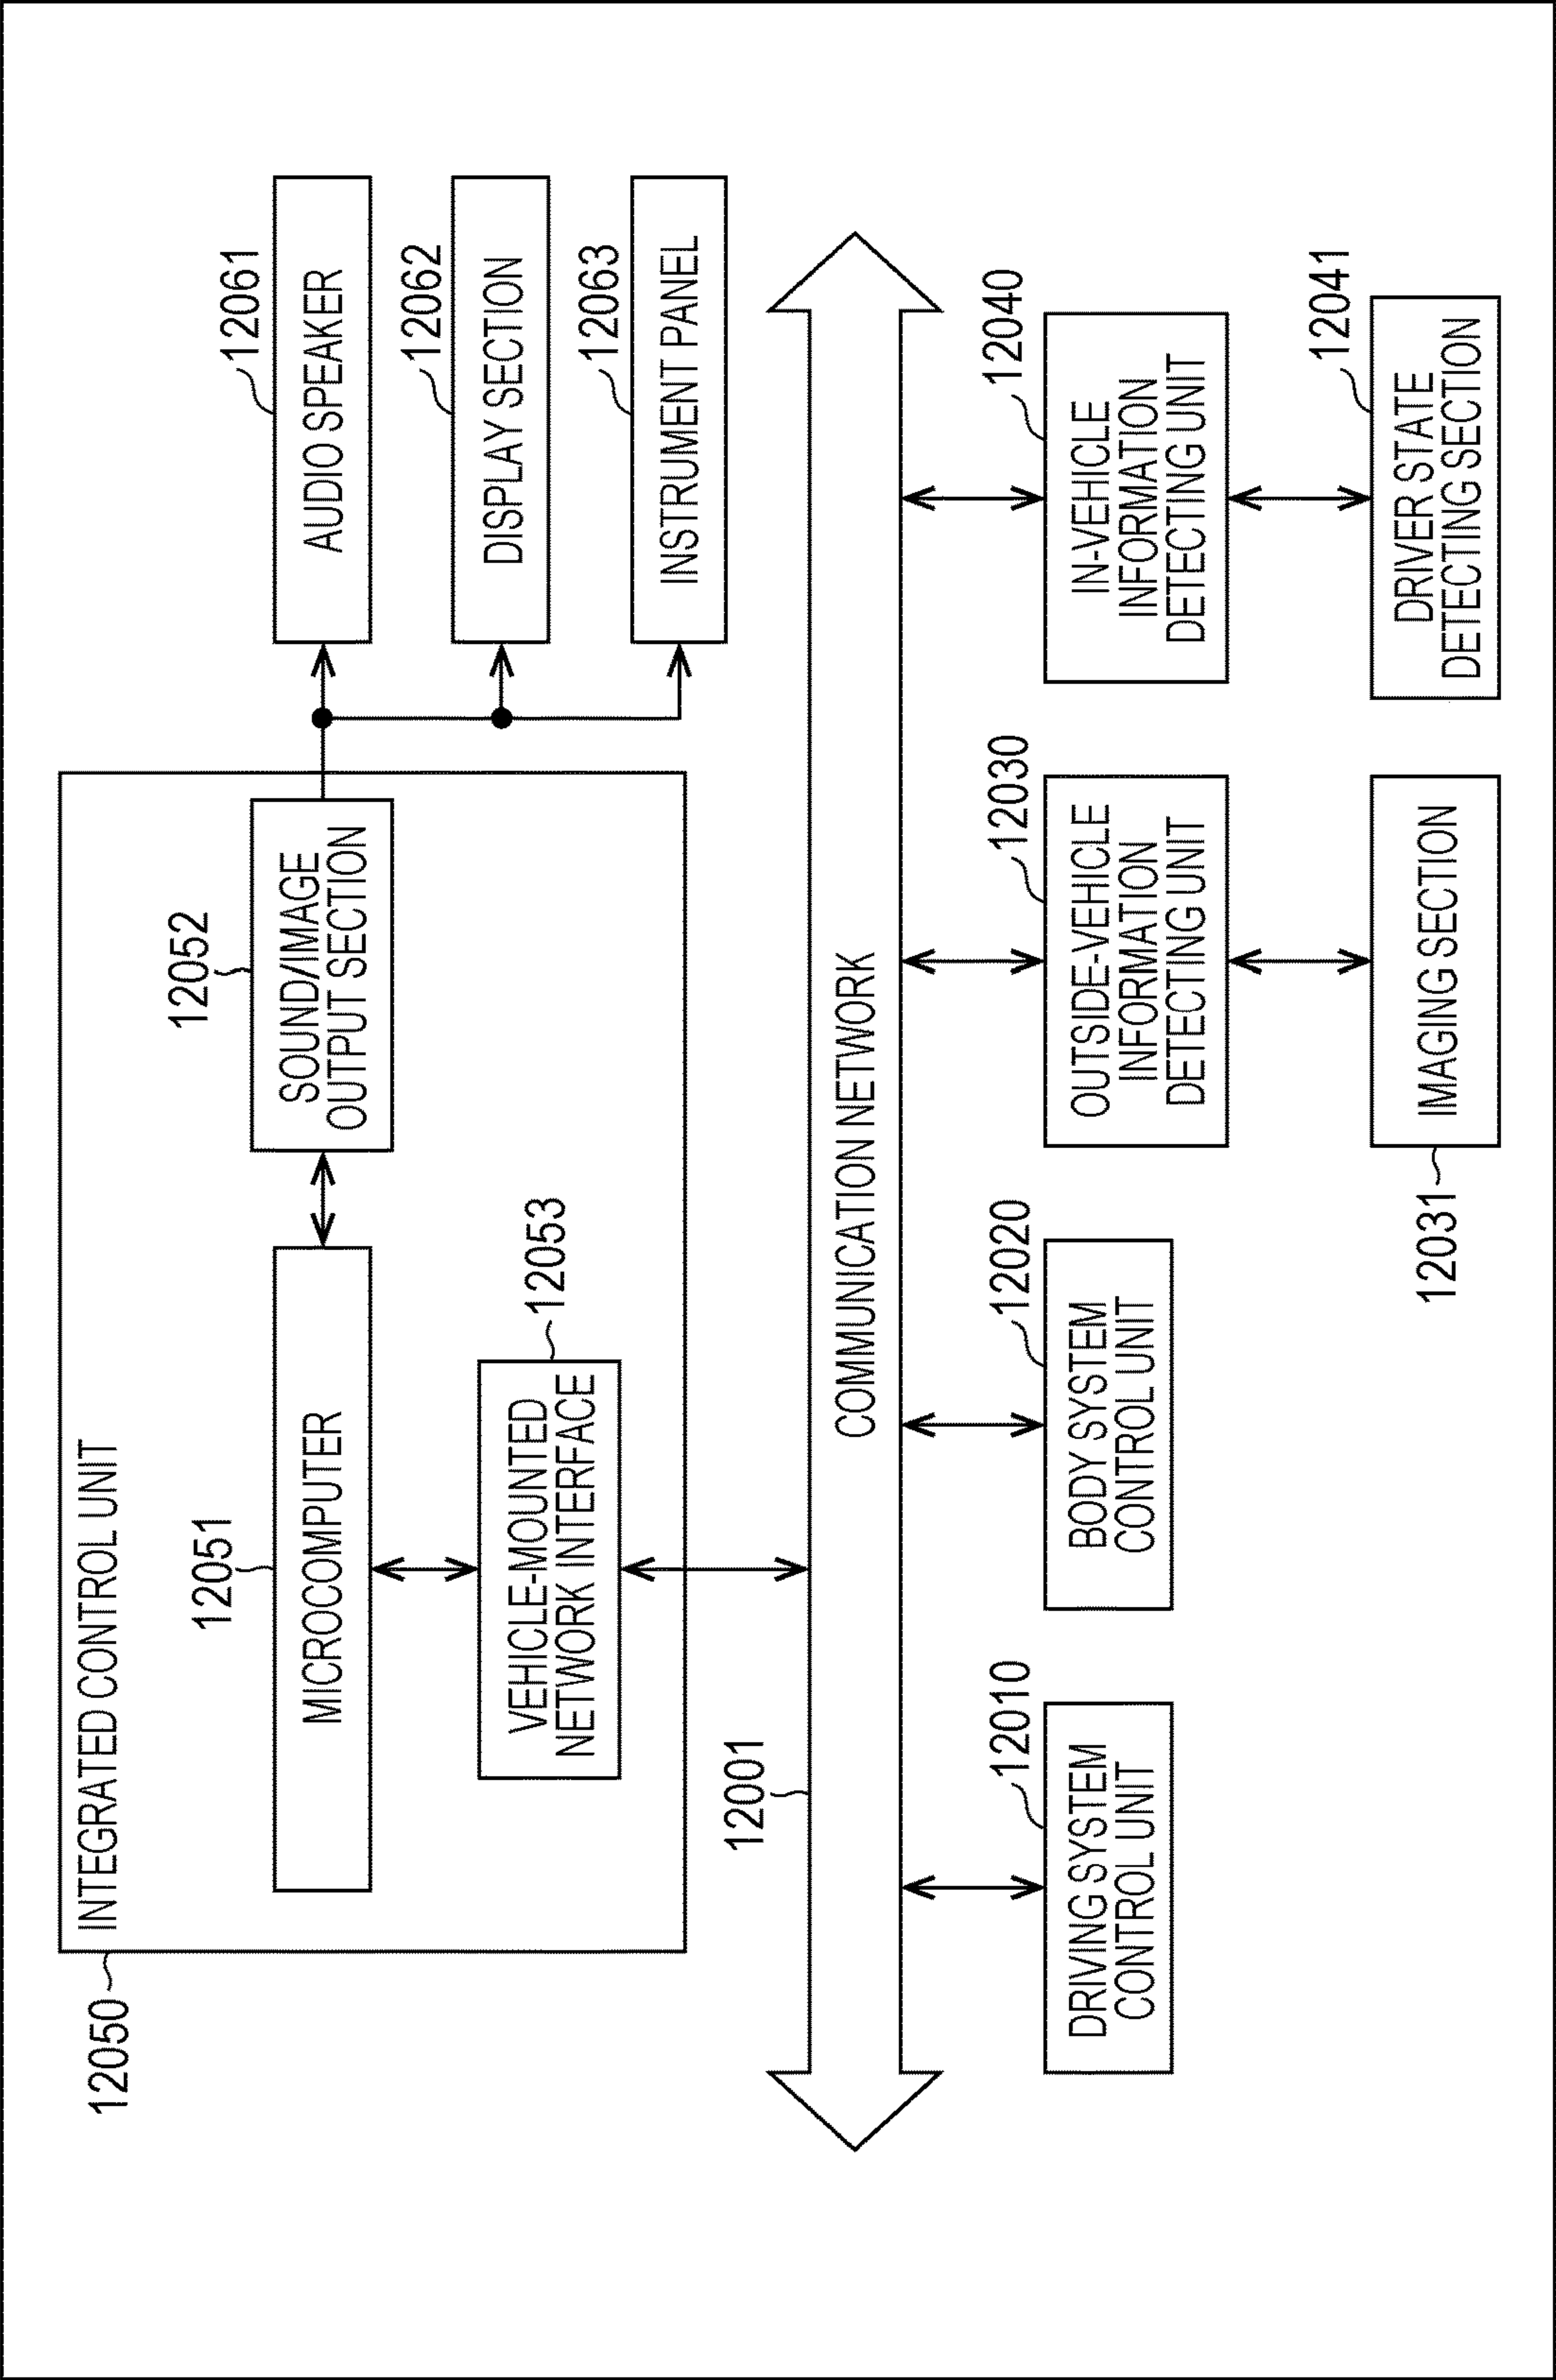 12050
INTEGRATED CONTROL UNIT
12051
MICROCOMPUTER
12052
SOUND/IMAGE
OUTPUT SECTION
12061
AUDIO SPEAKER
12062
DISPLAY SECTION
12063
INSTRUMENT PANEL
12053
VEHICLE-MOUNTED
NETWORK INTERFACE
12001
COMMUNICATION NETWORK
12010
DRIVING SYSTEM
CONTROL UNIT
12020
BODY SYSTEM
CONTROL UNIT
12030
OUTSIDE-VEHICLE
INFORMATION
DETECTING UNIT
12040
IN-VEHICLE
INFORMATION
DETECTING UNIT
12031
IMAGING SECTION
12041
DRIVER STATE
DETECTING SECTION